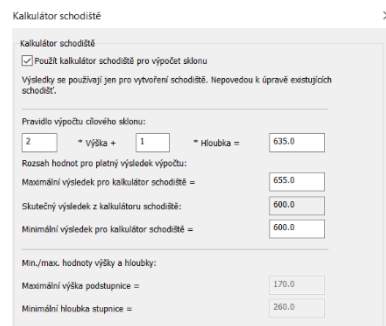 Kalkulátor schodiště
Kalkulátor schodiště
Použít kalkulátor schodiště pro výpočet sklonu
Výsledky se používají jen pro vytvoření schodiště. Nepovedou k úpravě existujících
schodišť.
Pravidlo výpočtu cílového sklonu:
2 * Výška + 1 * Hloubka = 635.0
Rozsah hodnot pro platný výsledek výpočtu:
Maximální výsledek pro kalkulátor schodiště = 655.0
Skutečný výsledek z kalkulátoru schodiště: 600.0
Minimální výsledek pro kalkulátor schodiště = 600.0
Min./max. hodnoty výšky a hloubky:
Maximální výška podstupnice = 170.0
Minimální hloubka stupnice = 260.0